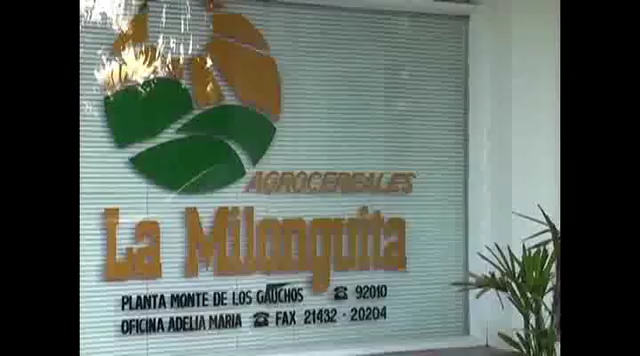 AGROCEREALES
La Milonguita
PLANTA MONTE DE LOS GAUCHOS ☎ 92010
OFICINA ADELIA MARIA ☎ FAX 21432 - 20204